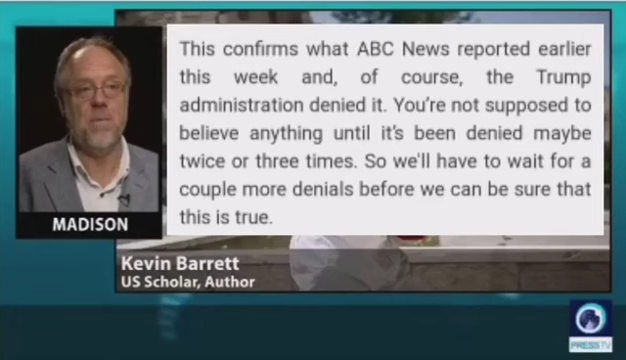 This confirms what ABC News reported earlier
this week and, of course, the Trump
administration denied it. You're not supposed to
believe anything until it's been denied maybe
twice or three times. So we'll have to wait for a
couple more denials before we can be sure that
this is true.
MADISON
Kevin Barrett
US Scholar, Author
PRESSTV